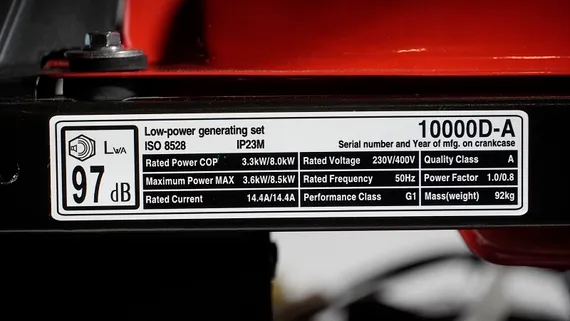 LWA
97 dB
Low-power generating set 10000D-A
ISO 8528 IP23M Serial number and Year of mfg. on crankcase
Rated Power COP 3.3kW/8.0kW Rated Voltage 230V/400V Quality Class A
Maximum Power MAX 3.6kW/8.5kW Rated Frequency 50Hz Power Factor 1.0/0.8
Rated Current 14.4A/14.4A Performance Class G1 Mass(weight) 92kg